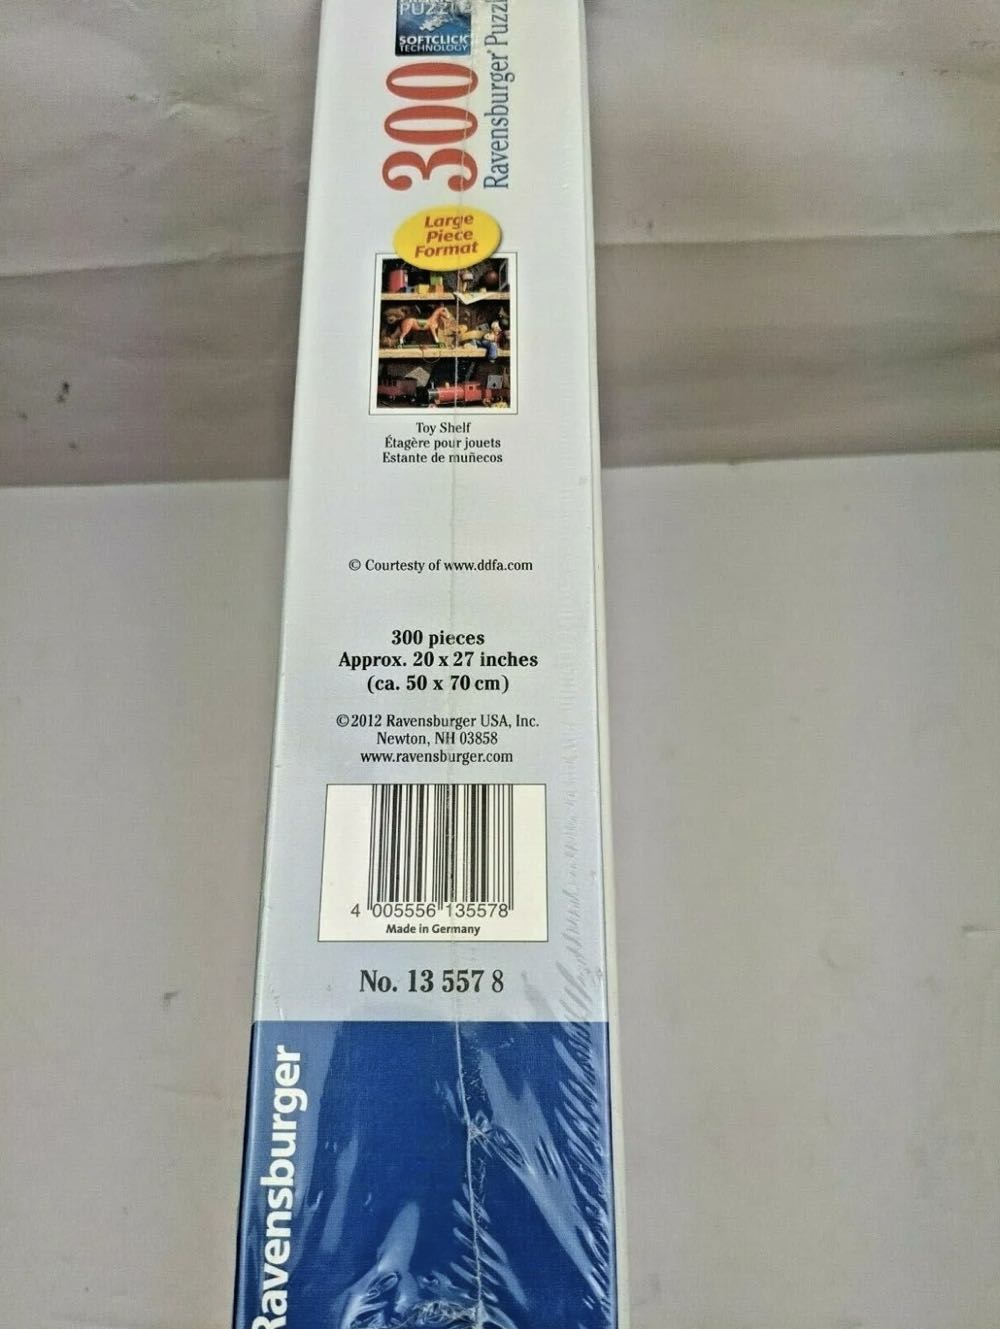 PUZZLE
SOFTCLICK
TECHNOLOGY
300
Ravensburger Puzzl
Large
Piece
Format
Toy Shelf
Étagère pour jouets
Estante de muñecos
© Courtesty of www.ddfa.com
300 pieces
Approx. 20 x 27 inches
(ca. 50 x 70 cm)
©2012 Ravensburger USA, Inc.
Newton, NH 03858
www.ravensburger.com
4 005556 135578
Made in Germany
No. 13 557 8
Ravensburger